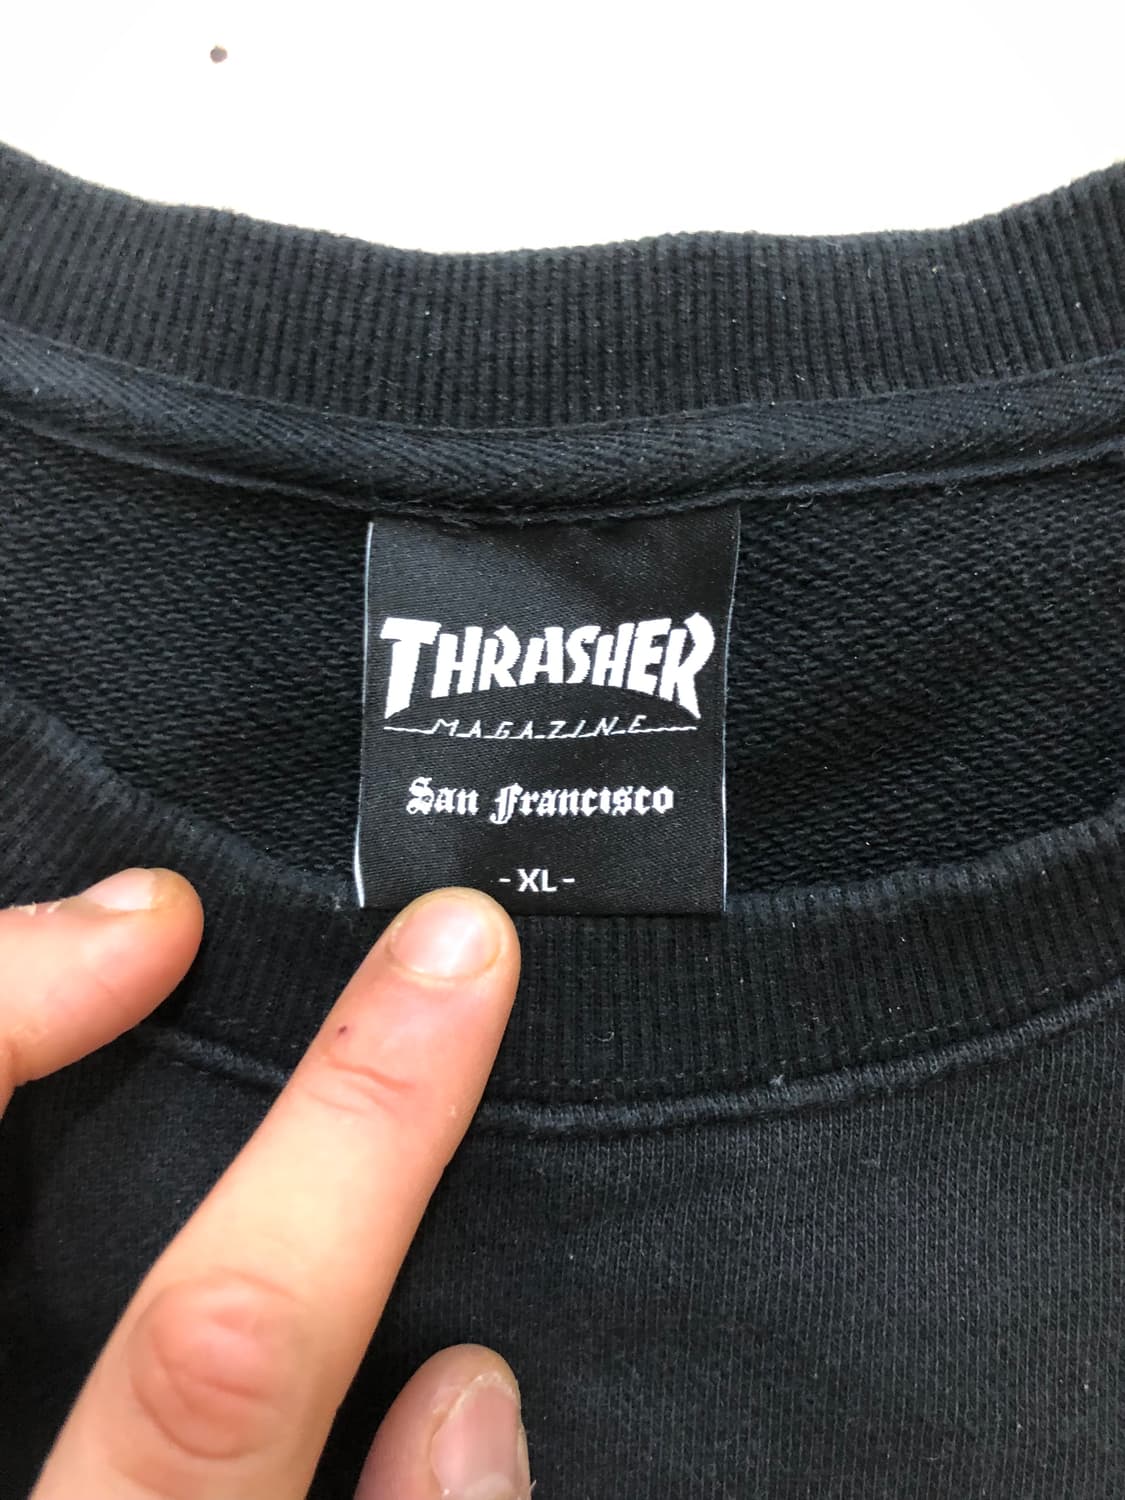 THRASHER
MAGAZINE
San Francisco
-XL-